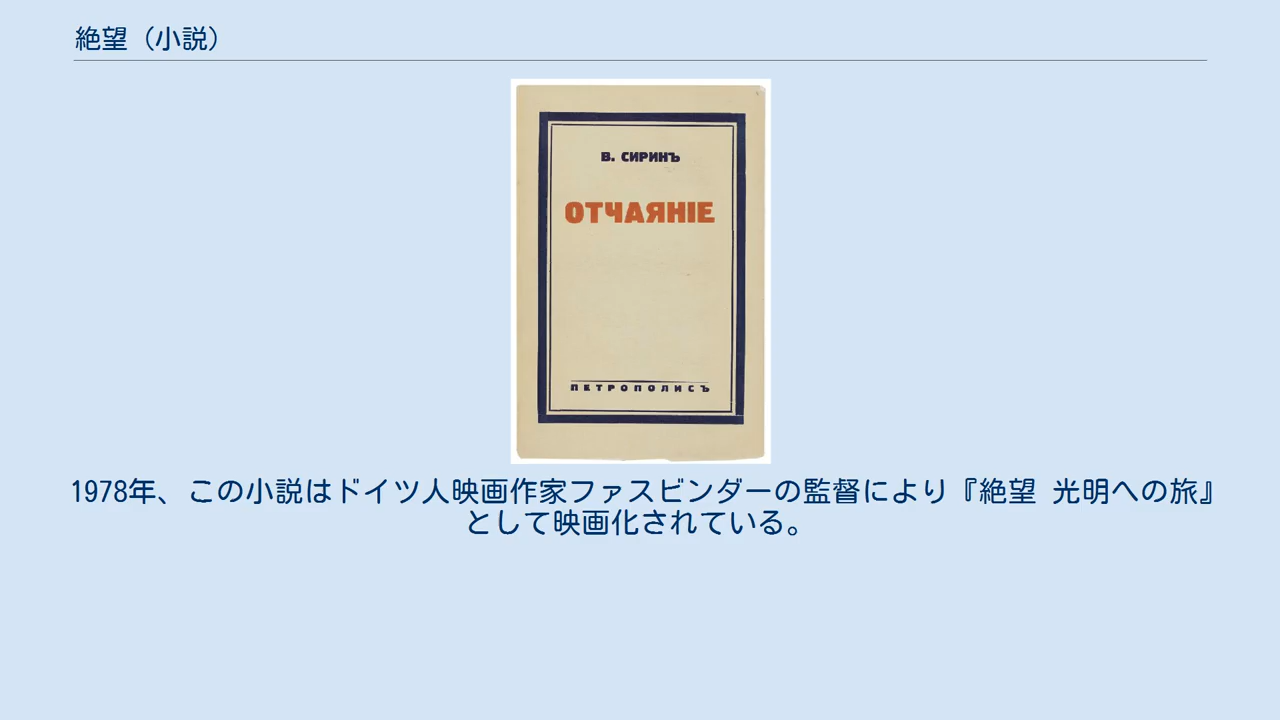 絶望（小説）
В. СИРИНЪ
ОТЧАЯНІЕ
ПЕТРОПОЛИСЪ
1978年、この小説はドイツ人映画作家ファスビンダーの監督により『絶望 光明への旅』
として映画化されている。